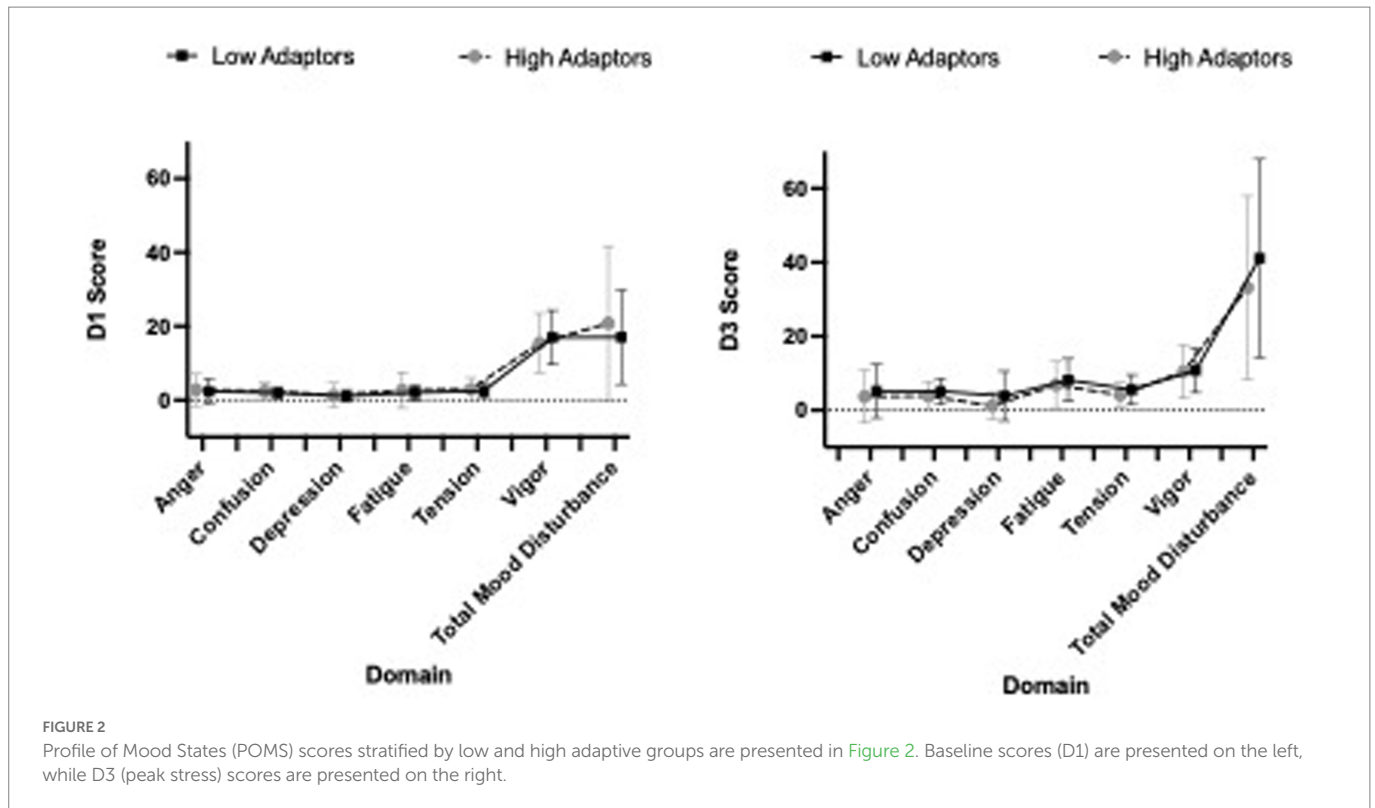 Low Adaptors
High Adaptors
Low Adaptors
High Adaptors
D1 Score
60
40
20
0
Anger
Confusion
Depression
Fatigue
Tension
Vigor
Total Mood Disturbance
Domain
D3 Score
60
40
20
0
Anger
Confusion
Depression
Fatigue
Tension
Vigor
Total Mood Disturbance
Domain
FIGURE 2
Profile of Mood States (POMS) scores stratified by low and high adaptive groups are presented in Figure 2. Baseline scores (D1) are presented on the left,
while D3 (peak stress) scores are presented on the right.